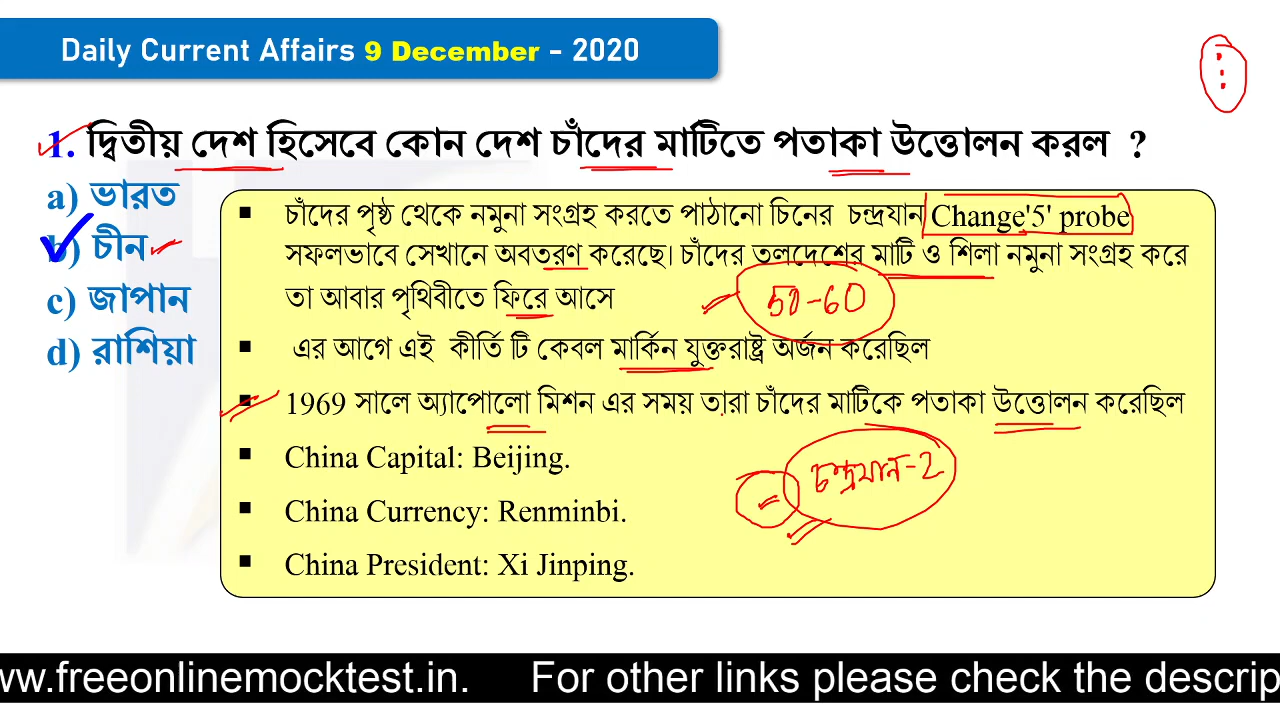 Daily Current Affairs 9 December - 2020
1. দ্বিতীয় দেশ হিসেবে কোন দেশ চাঁদের মাটিতে পতাকা উত্তোলন করল ?
a) ভারত
b) চীন
c) জাপান
d) রাশিয়া
▪ চাঁদের পৃষ্ঠ থেকে নমুনা সংগ্রহ করতে পাঠানো চিনের চন্দ্রযান Change'5' probe
সফলভাবে সেখানে অবতরণ করেছে। চাঁদের তলদেশের মাটি ও শিলা নমুনা সংগ্রহ করে
তা আবার পৃথিবীতে ফিরে আসে
50-60
▪ এর আগে এই কীর্তি টি কেবল মার্কিন যুক্তরাষ্ট্র অর্জন করেছিল
▪ 1969 সালে অ্যাপোলো মিশন এর সময় তারা চাঁদের মাটিকে পতাকা উত্তোলন করেছিল
▪ China Capital: Beijing.
চন্দ্রযান-2
▪ China Currency: Renminbi.
▪ China President: Xi Jinping.
ww.freeonlinemocktest.in. For other links please check the descrip